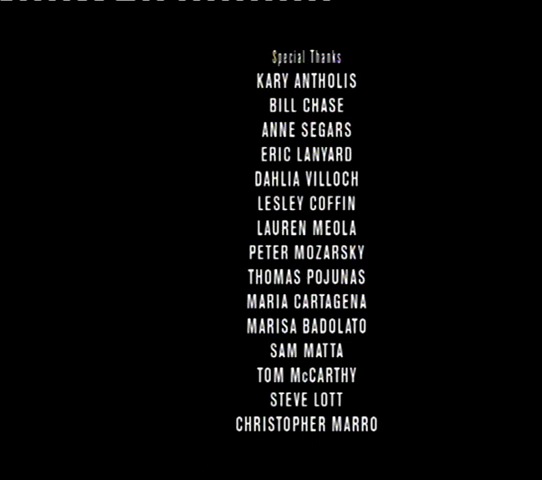 Special Thanks
KARY ANTHOLIS
BILL CHASE
ANNE SEGARS
ERIC LANYARD
DAHLIA VILLOCH
LESLEY COFFIN
LAUREN MEOLA
PETER MOZARSKY
THOMAS POJUNAS
MARIA CARTAGENA
MARISA BADOLATO
SAM MATTA
TOM McCARTHY
STEVE LOTT
CHRISTOPHER MARRO